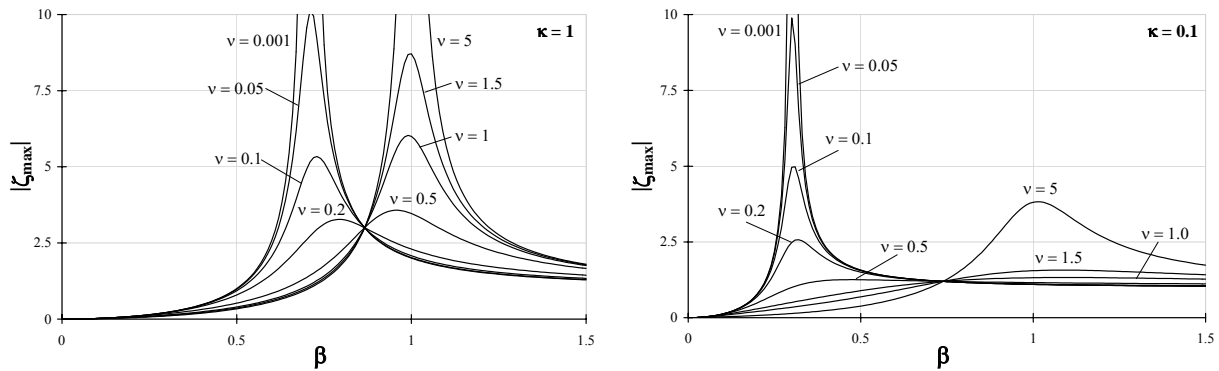 10
7.5
5
2.5
0
0
0.5
1
1.5
|ζmax|
β
κ = 1
ν = 0.001
ν = 0.05
ν = 0.1
ν = 0.2
ν = 0.5
ν = 5
ν = 1.5
ν = 1
10
7.5
5
2.5
0
0
0.5
1
1.5
|ζmax|
β
κ = 0.1
ν = 0.001
ν = 0.05
ν = 0.1
ν = 0.2
ν = 0.5
ν = 5
ν = 1.0
ν = 1.5